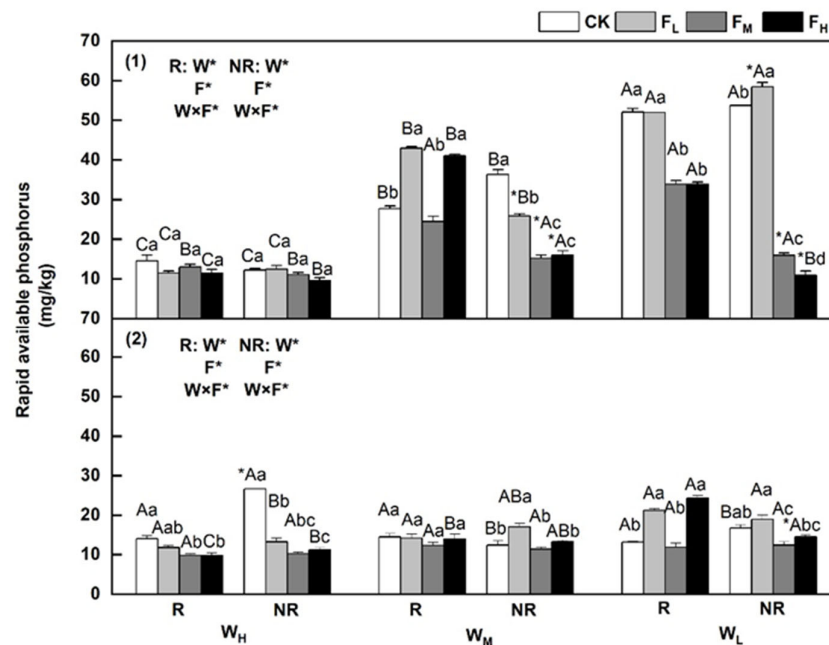 CK F_L F_M F_H
Rapid available phosphorus
(mg/kg)
70
60
50
40
30
20
10
(1)
R: W* NR: W*
F* F*
W×F* W×F*
Ca Ca Ba Ca Ca Ca Ca Ba
Bb Ba Ab Ba Ba *Bb *Ac *Ac
Aa Aa Ab Ab Ab *Aa *Ac *Bd
70
60
50
40
30
20
10
0
(2)
R: W* NR: W*
F* F*
W×F* W×F*
Aa Aab Ab Cb *Aa Bb Abc Bc
Aa Aa Aa Ba Bb ABa Ab ABb
Ab Aa Ab Aa Bab Aa Ac *Abc
R NR R NR R NR
W_H W_M W_L